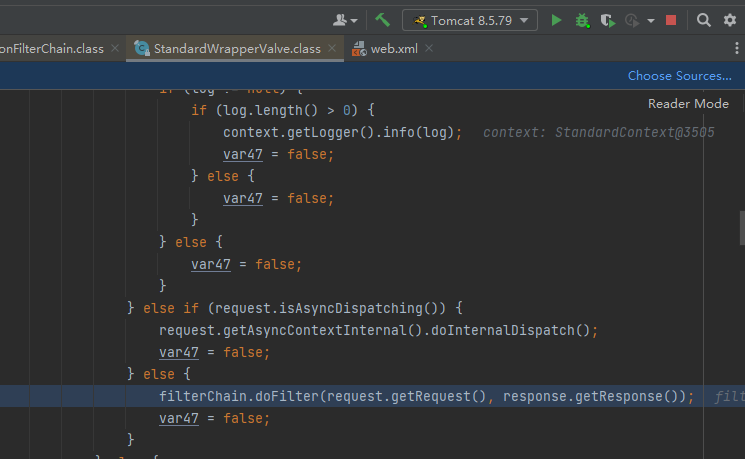 Tomcat 8.5.79
onFilterChain.class StandardWrapperValve.class web.xml
Choose Sources...
if (log != null) {
Reader Mode
if (log.length() > 0) {
context.getLogger().info(log); context: StandardContext@3505
var47 = false;
} else {
var47 = false;
}
} else {
var47 = false;
}
} else if (request.isAsyncDispatching()) {
request.getAsyncContextInternal().doInternalDispatch();
var47 = false;
} else {
filterChain.doFilter(request.getRequest(), response.getResponse()); filt
var47 = false;
}
} else {